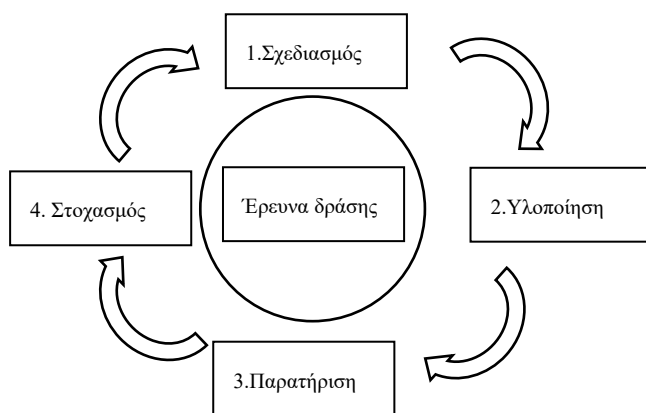 1.Σχεδιασμός
4. Στοχασμός
Έρευνα δράσης
2.Υλοποίηση
3.Παρατήριση